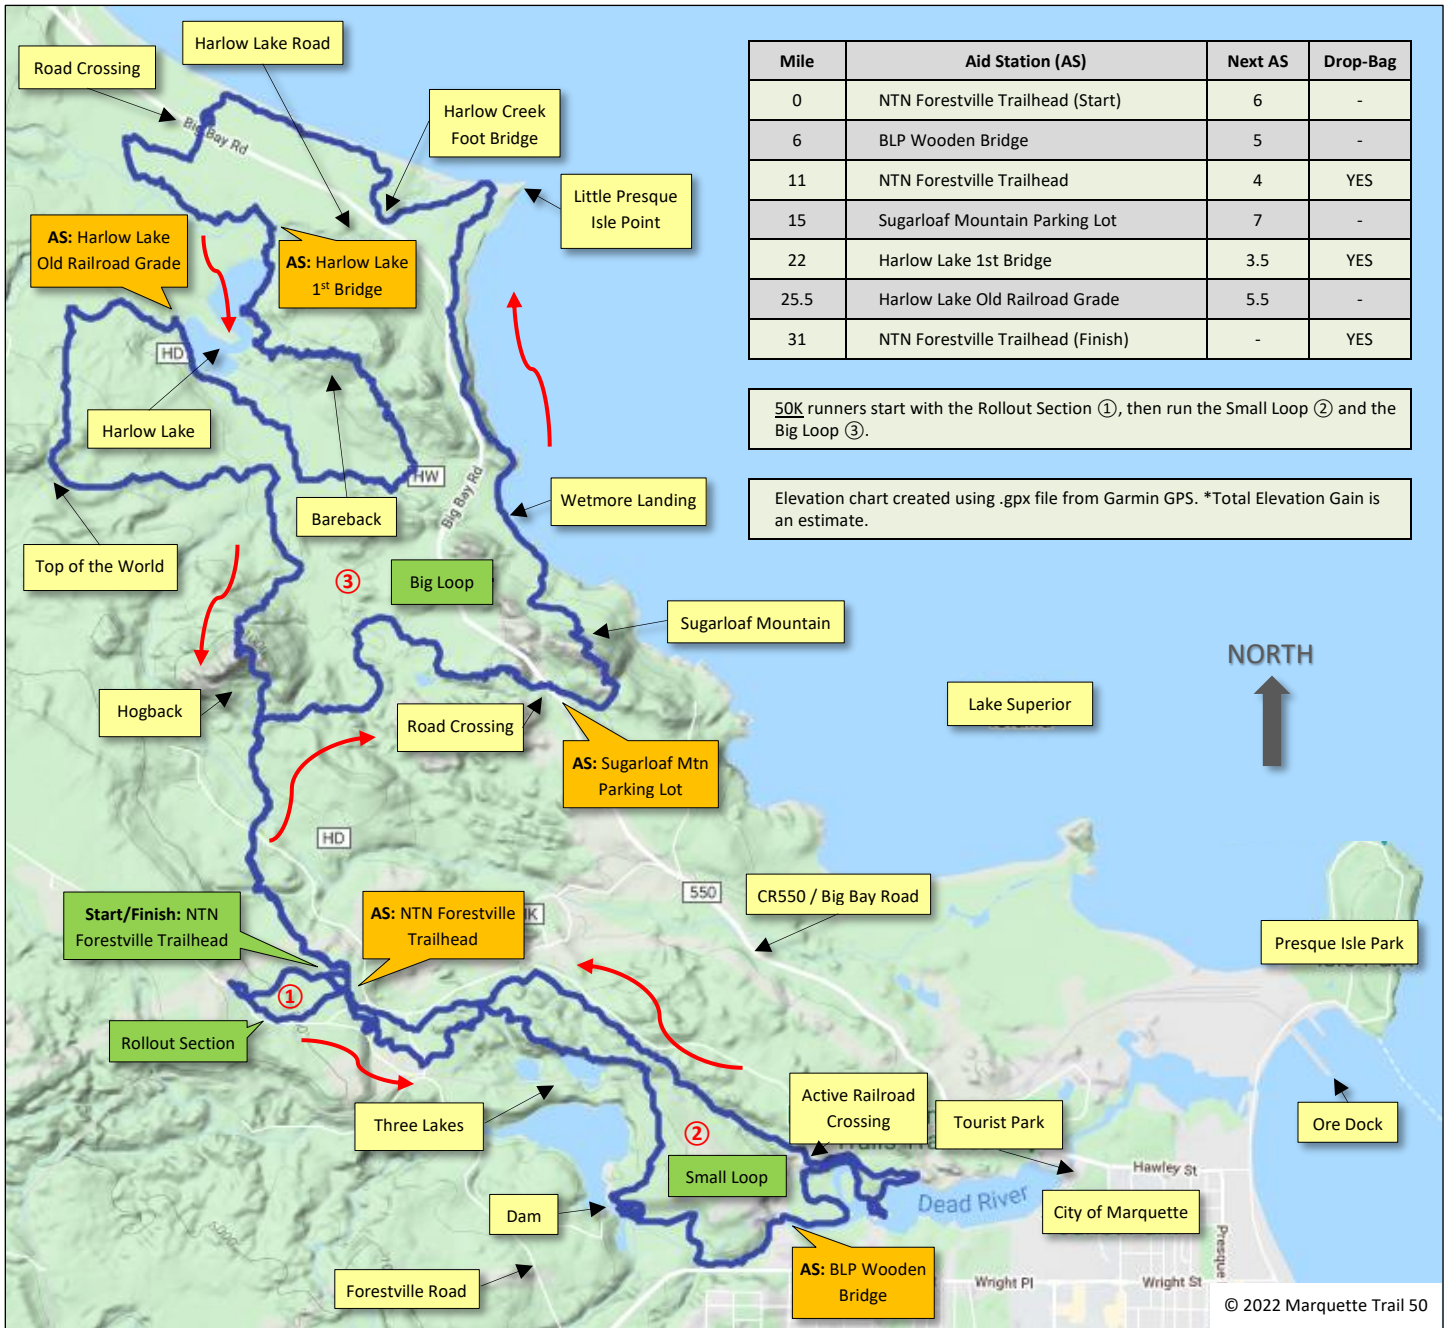 Harlow Lake Road
Road Crossing
Big Bay Rd
Harlow Creek
Foot Bridge
Little Presque
Isle Point
AS: Harlow Lake
Old Railroad Grade
AS: Harlow Lake
1st Bridge
HD
Harlow Lake
HW
Big Bay Rd
Bareback
Wetmore Landing
Top of the World
③
Big Loop
Sugarloaf Mountain
Hogback
Road Crossing
AS: Sugarloaf Mtn
Parking Lot
Mile Aid Station (AS) Next AS Drop-Bag
0 NTN Forestville Trailhead (Start) 6 -
6 BLP Wooden Bridge 5 -
11 NTN Forestville Trailhead 4 YES
15 Sugarloaf Mountain Parking Lot 7 -
22 Harlow Lake 1st Bridge 3.5 YES
25.5 Harlow Lake Old Railroad Grade 5.5 -
31 NTN Forestville Trailhead (Finish) - YES
50K runners start with the Rollout Section ①, then run the Small Loop ② and the
Big Loop ③.
Elevation chart created using .gpx file from Garmin GPS. *Total Elevation Gain is
an estimate.
NORTH
Lake Superior
HD
550
CR550 / Big Bay Road
Start/Finish: NTN
Forestville Trailhead
AS: NTN Forestville
Trailhead
Presque Isle Park
①
Rollout Section
Three Lakes
②
Small Loop
Active Railroad
Crossing
Tourist Park
Ore Dock
Hawley St
Dead River
City of Marquette
Dam
Presque
AS: BLP Wooden
Bridge
Forestville Road
Wright Pl
Wright St
© 2022 Marquette Trail 50